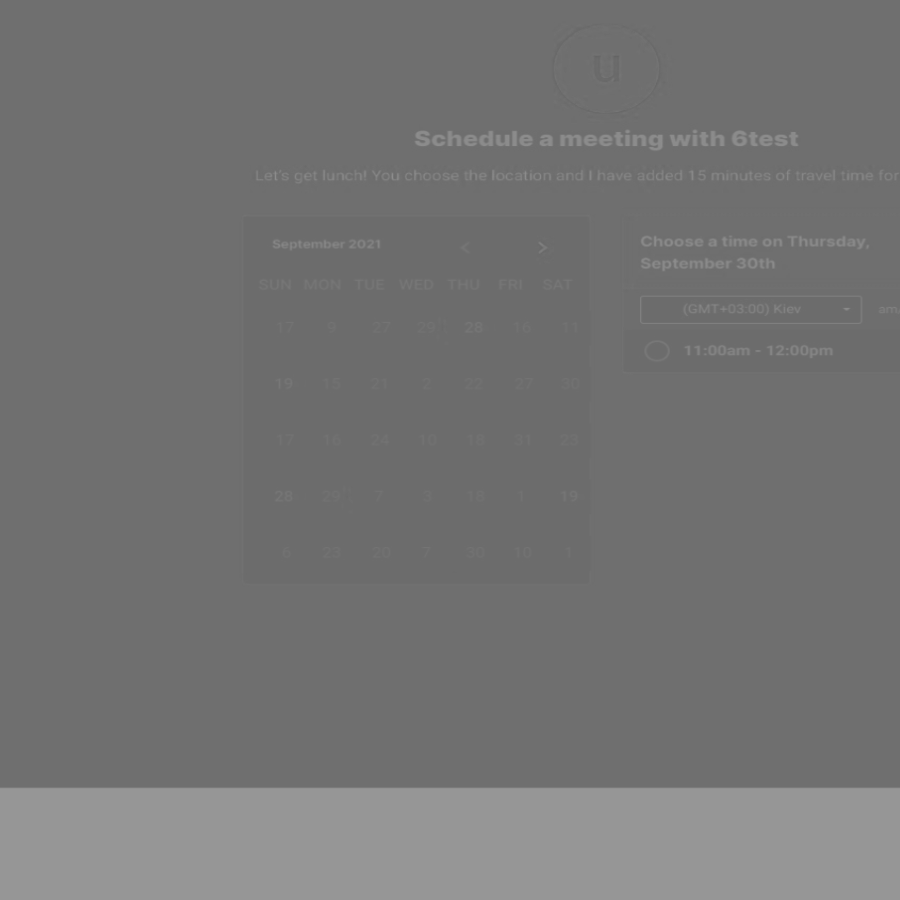 u
Schedule a meeting with 6test
Let's get lunch! You choose the location and I have added 15 minutes of travel time for
September 2021 < >
SUN MON TUE WED THU FRI SAT
17 9 27 29 28 16 11
19 15 21 2 22 27 30
17 16 24 10 16 31 25
28 29 7 3 16 1 19
6 23 20 7 30 10 1
Choose a time on Thursday,
September 30th
(GMT+03:00) Kiev am
11:00am - 12:00pm